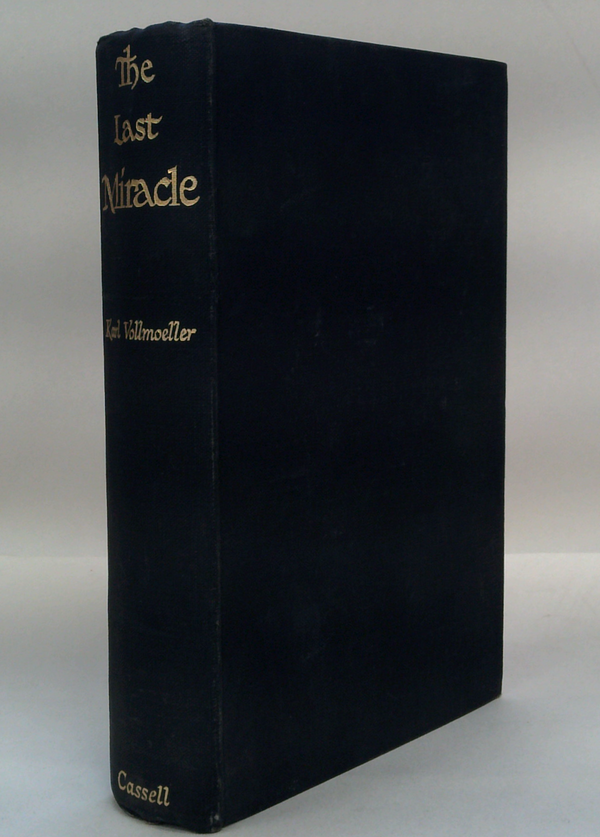 The
Last
Miracle
Karl Vollmoeller
Cassell